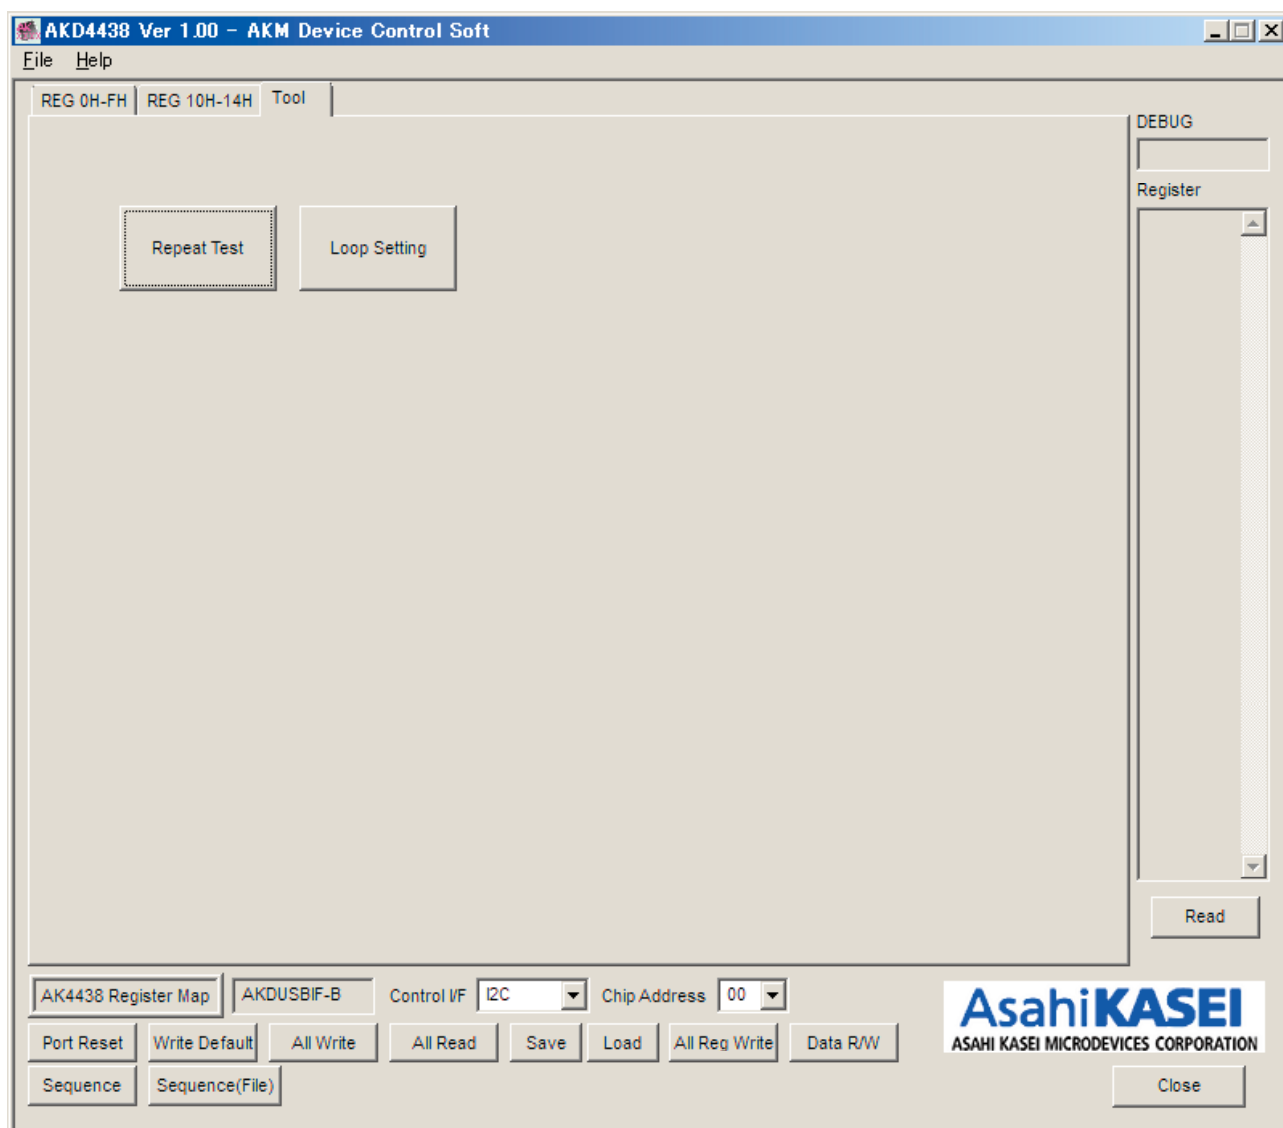 AKD4438 Ver 1.00 - AKM Device Control Soft
File Help
REG 0H-FH REG 10H-14H Tool
DEBUG
Register
Repeat Test Loop Setting
Read
AK4438 Register Map AKDUSBIF-B Control I/F I2C Chip Address 00
AsahiKASEI
ASAHI KASEI MICRODEVICES CORPORATION
Port Reset Write Default All Write All Read Save Load All Reg Write Data R/W
Sequence Sequence(File) Close